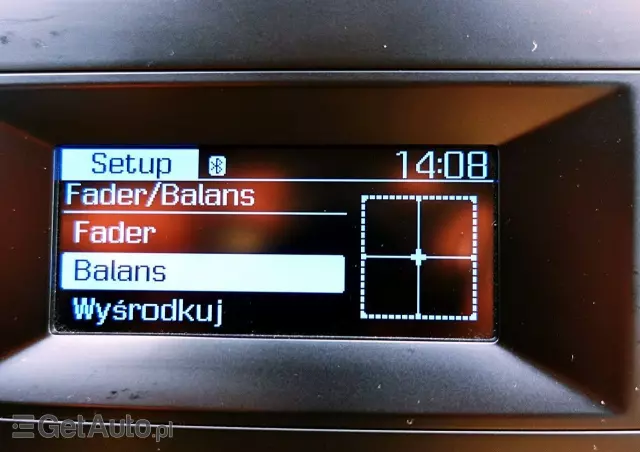 Setup 14:08
Fader/Balans
Fader
Balans
Wyśrodkuj
GetAuto.pl